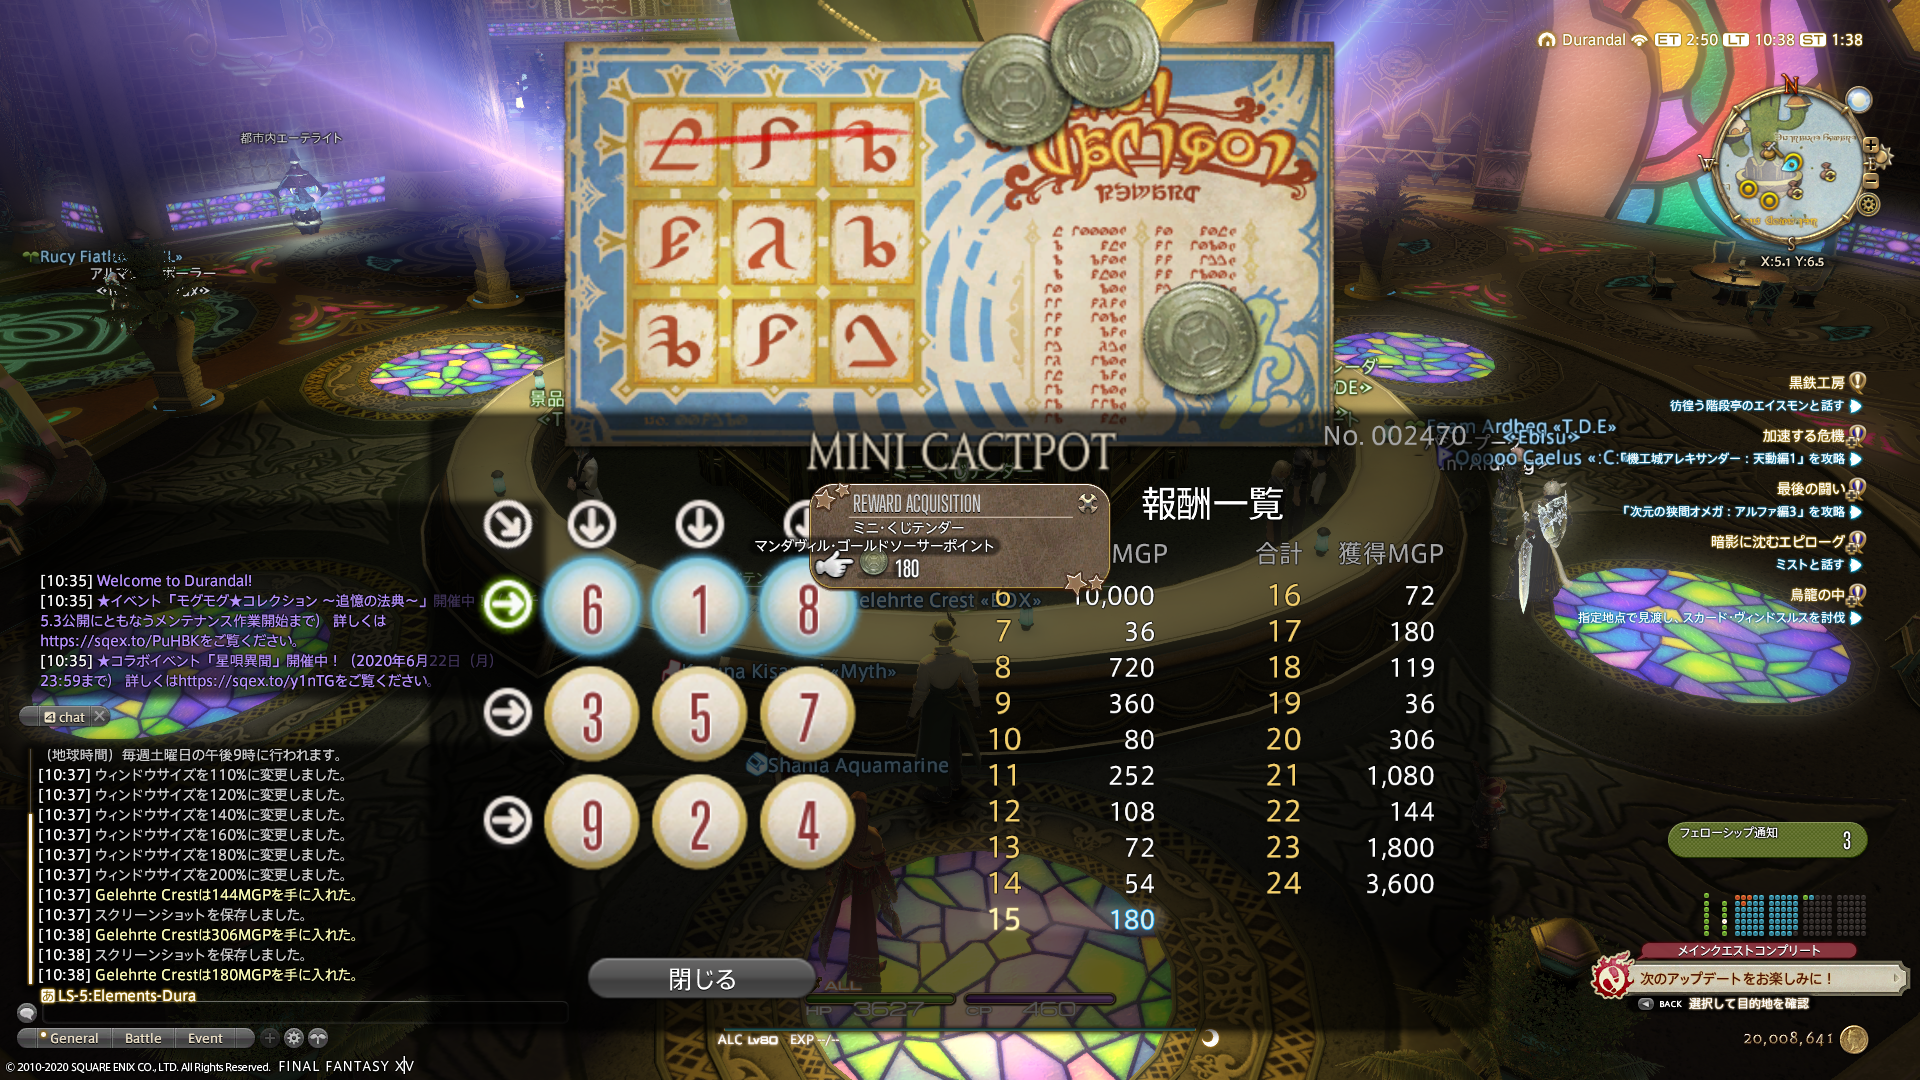 Durandal ET 2:50 LT 10:38 ST 1:38
都市内エーテライト
N
W
E
S
X:5.1 Y:6.5
Rucy
景品
No. 002470
MINI CACTPOT
REWARD ACQUISITION
ミニ・くじテンダー
マンダヴィル・ゴールドソーサーポイント
180
報酬一覧
MGP 合計 獲得MGP
6 10,000 16 72
7 36 17 180
8 720 18 119
9 360 19 36
10 80 20 306
11 252 21 1,080
12 108 22 144
13 72 23 1,800
14 54 24 3,600
15 180
6 1 8
3 5 7
9 2 4
閉じる
elehrte Crest «DOX»
«Myth»
Shania Aquamarine
Ardbeg «T.D.E»
«Ebisu»
Caelus
黒鉄工房
彷徨う階段亭のエイスモンと話す
加速する危機
「機工城アレキサンダー：天動編1」を攻略
最後の闘い
「次元の狭間オメガ：アルファ編3」を攻略
暗影に沈むエピローグ
ミストと話す
鳥籠の中
指定地点で見渡し、スカード・ヴィンドスルスを討伐
[10:35] Welcome to Durandal!
[10:35] ★イベント「モグモグ★コレクション ～追憶の法典～」開催中
5.3公開にともなうメンテナンス作業開始まで） 詳しくは
https://sqex.to/PuHBKをご覧ください。
[10:35] ★コラボイベント「星唄異聞」開催中！（2020年6月22日（月）
23:59まで） 詳しくはhttps://sqex.to/y1nTGをご覧ください。
4 chat
（地球時間）毎週土曜日の午後9時に行われます。
[10:37] ウィンドウサイズを110%に変更しました。
[10:37] ウィンドウサイズを120%に変更しました。
[10:37] ウィンドウサイズを140%に変更しました。
[10:37] ウィンドウサイズを160%に変更しました。
[10:37] ウィンドウサイズを180%に変更しました。
[10:37] ウィンドウサイズを200%に変更しました。
[10:37] Gelehrte Crestは144MGPを手に入れた。
[10:37] スクリーンショットを保存しました。
[10:38] Gelehrte Crestは306MGPを手に入れた。
[10:38] スクリーンショットを保存しました。
[10:38] Gelehrte Crestは180MGPを手に入れた。
あ LS-5:Elements-Dura
General Battle Event
© 2010-2020 SQUARE ENIX CO., LTD. All Rights Reserved. FINAL FANTASY XIV
ALL
HP 3627 460
ALC Lv80 EXP --/--
フェローシップ通知 3
メインクエストコンプリート
次のアップデートをお楽しみに！
BACK 選択して目的地を確認
20,008,641